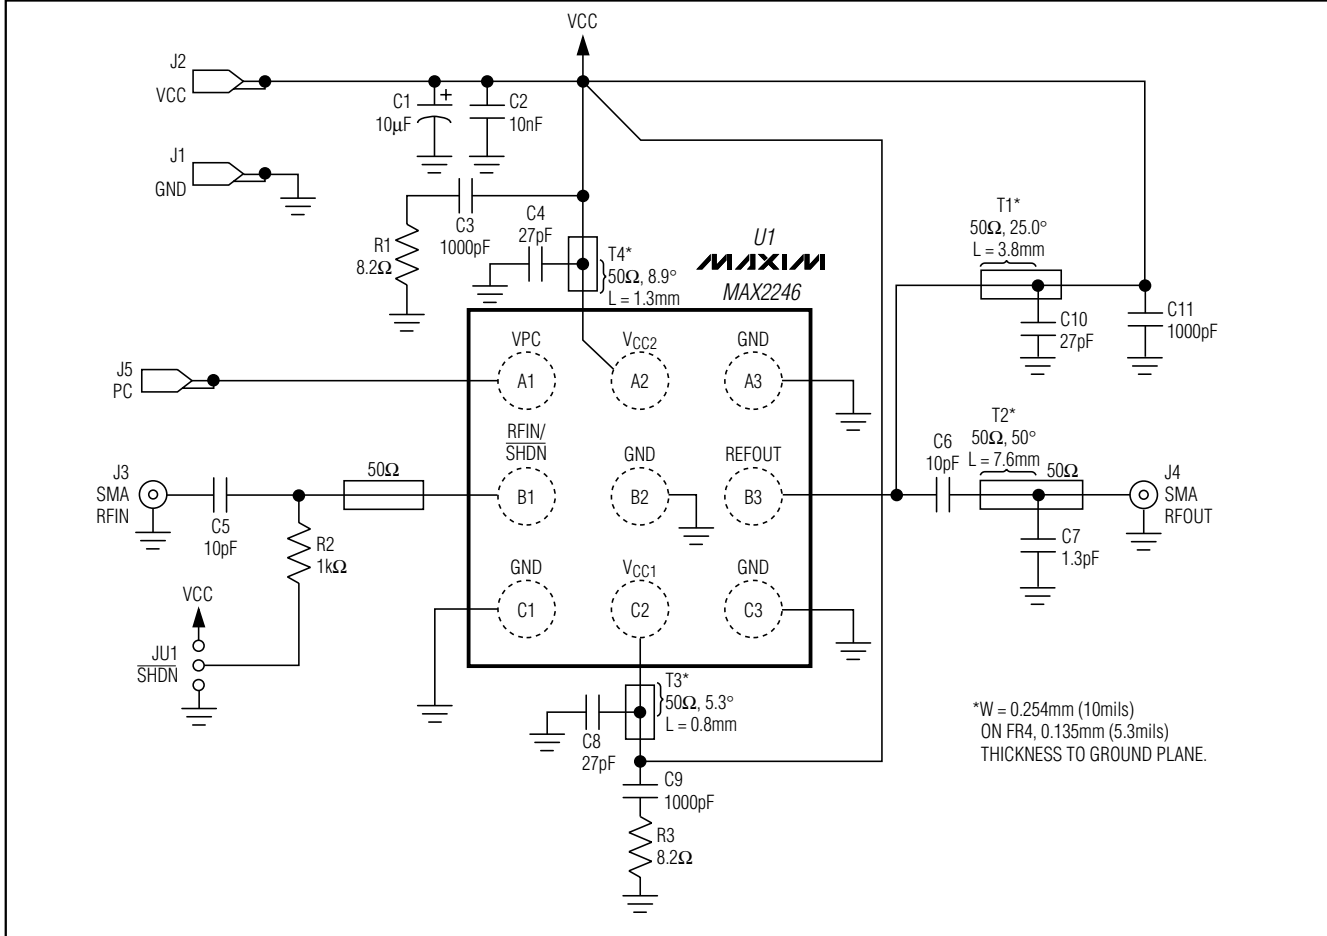 VCC
J2
VCC
C1
10µF
+
C2
10nF
J1
GND
C3
1000pF
R1
8.2Ω
C4
27pF
T4*
50Ω, 8.9°
L = 1.3mm
U1
MAXIM
MAX2246
T1*
50Ω, 25.0°
L = 3.8mm
C10
27pF
C11
1000pF
J5
PC
VPC
A1
VCC2
A2
GND
A3
J3
SMA
RFIN
C5
10pF
50Ω
R2
1kΩ
RFIN/
SHDN
B1
GND
B2
REFOUT
B3
C6
10pF
T2*
50Ω, 50°
L = 7.6mm
50Ω
C7
1.3pF
J4
SMA
RFOUT
VCC
JU1
SHDN
GND
C1
VCC1
C2
GND
C3
T3*
50Ω, 5.3°
L = 0.8mm
C8
27pF
C9
1000pF
R3
8.2Ω
*W = 0.254mm (10mils)
ON FR4, 0.135mm (5.3mils)
THICKNESS TO GROUND PLANE.